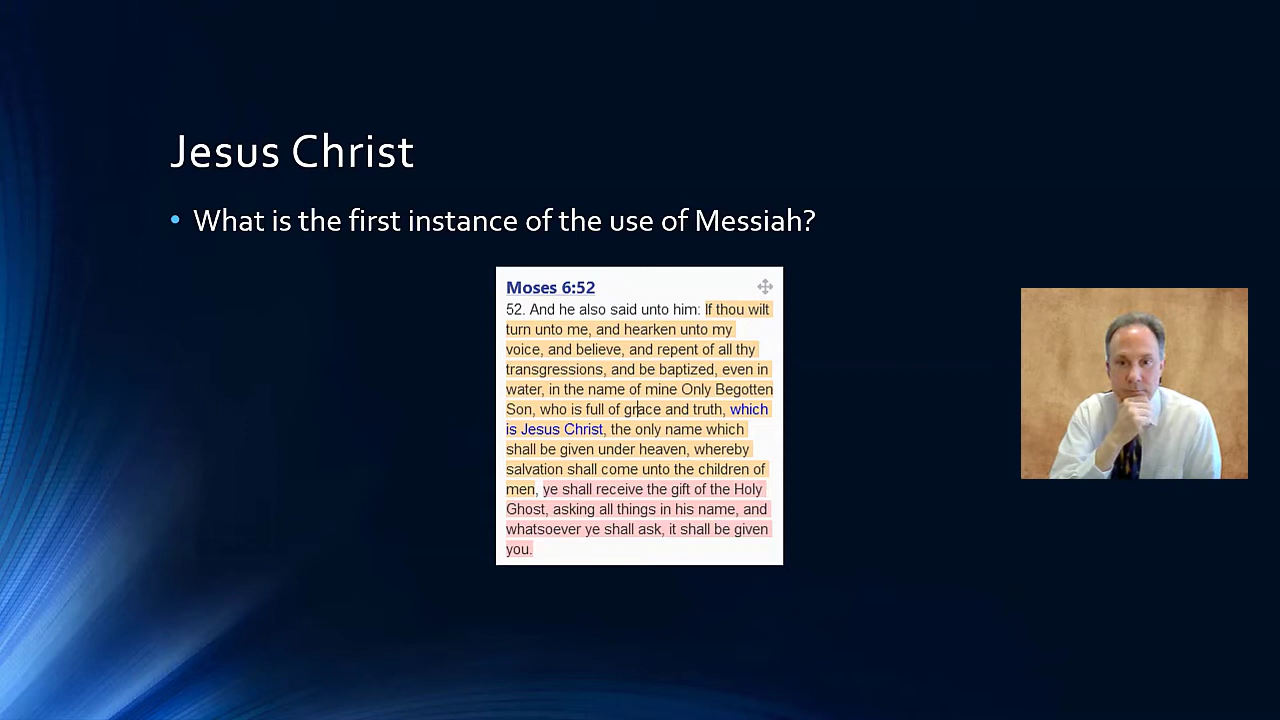 Jesus Christ
• What is the first instance of the use of Messiah?
Moses 6:52
52. And he also said unto him: If thou wilt
turn unto me, and hearken unto my
voice, and believe, and repent of all thy
transgressions, and be baptized, even in
water, in the name of mine Only Begotten
Son, who is full of grace and truth, which
is Jesus Christ, the only name which
shall be given under heaven, whereby
salvation shall come unto the children of
men, ye shall receive the gift of the Holy
Ghost, asking all things in his name, and
whatsoever ye shall ask, it shall be given
you.